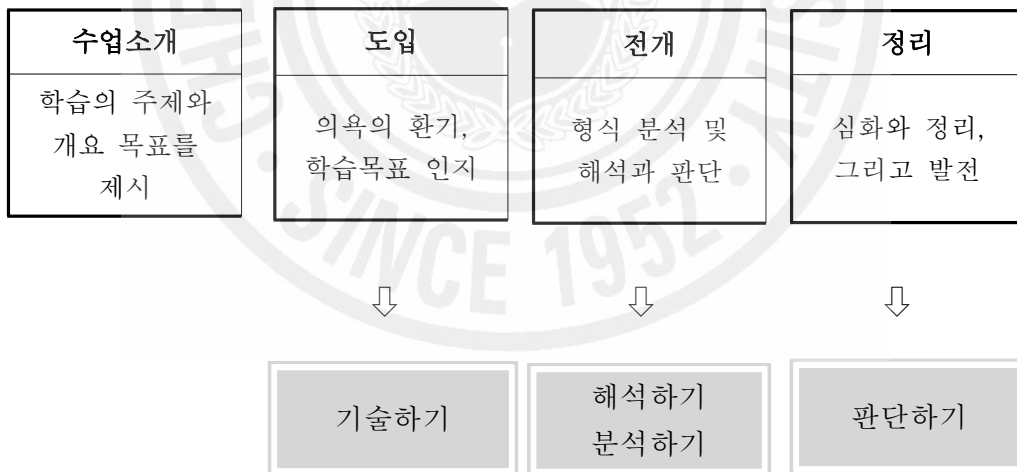 수업소개
학습의 주제와
개요 목표를
제시
도입
의욕의 환기,
학습목표 인지
전개
형식 분석 및
해석과 판단
정리
심화와 정리,
그리고 발전
기술하기
해석하기
분석하기
판단하기
SINCE 1952